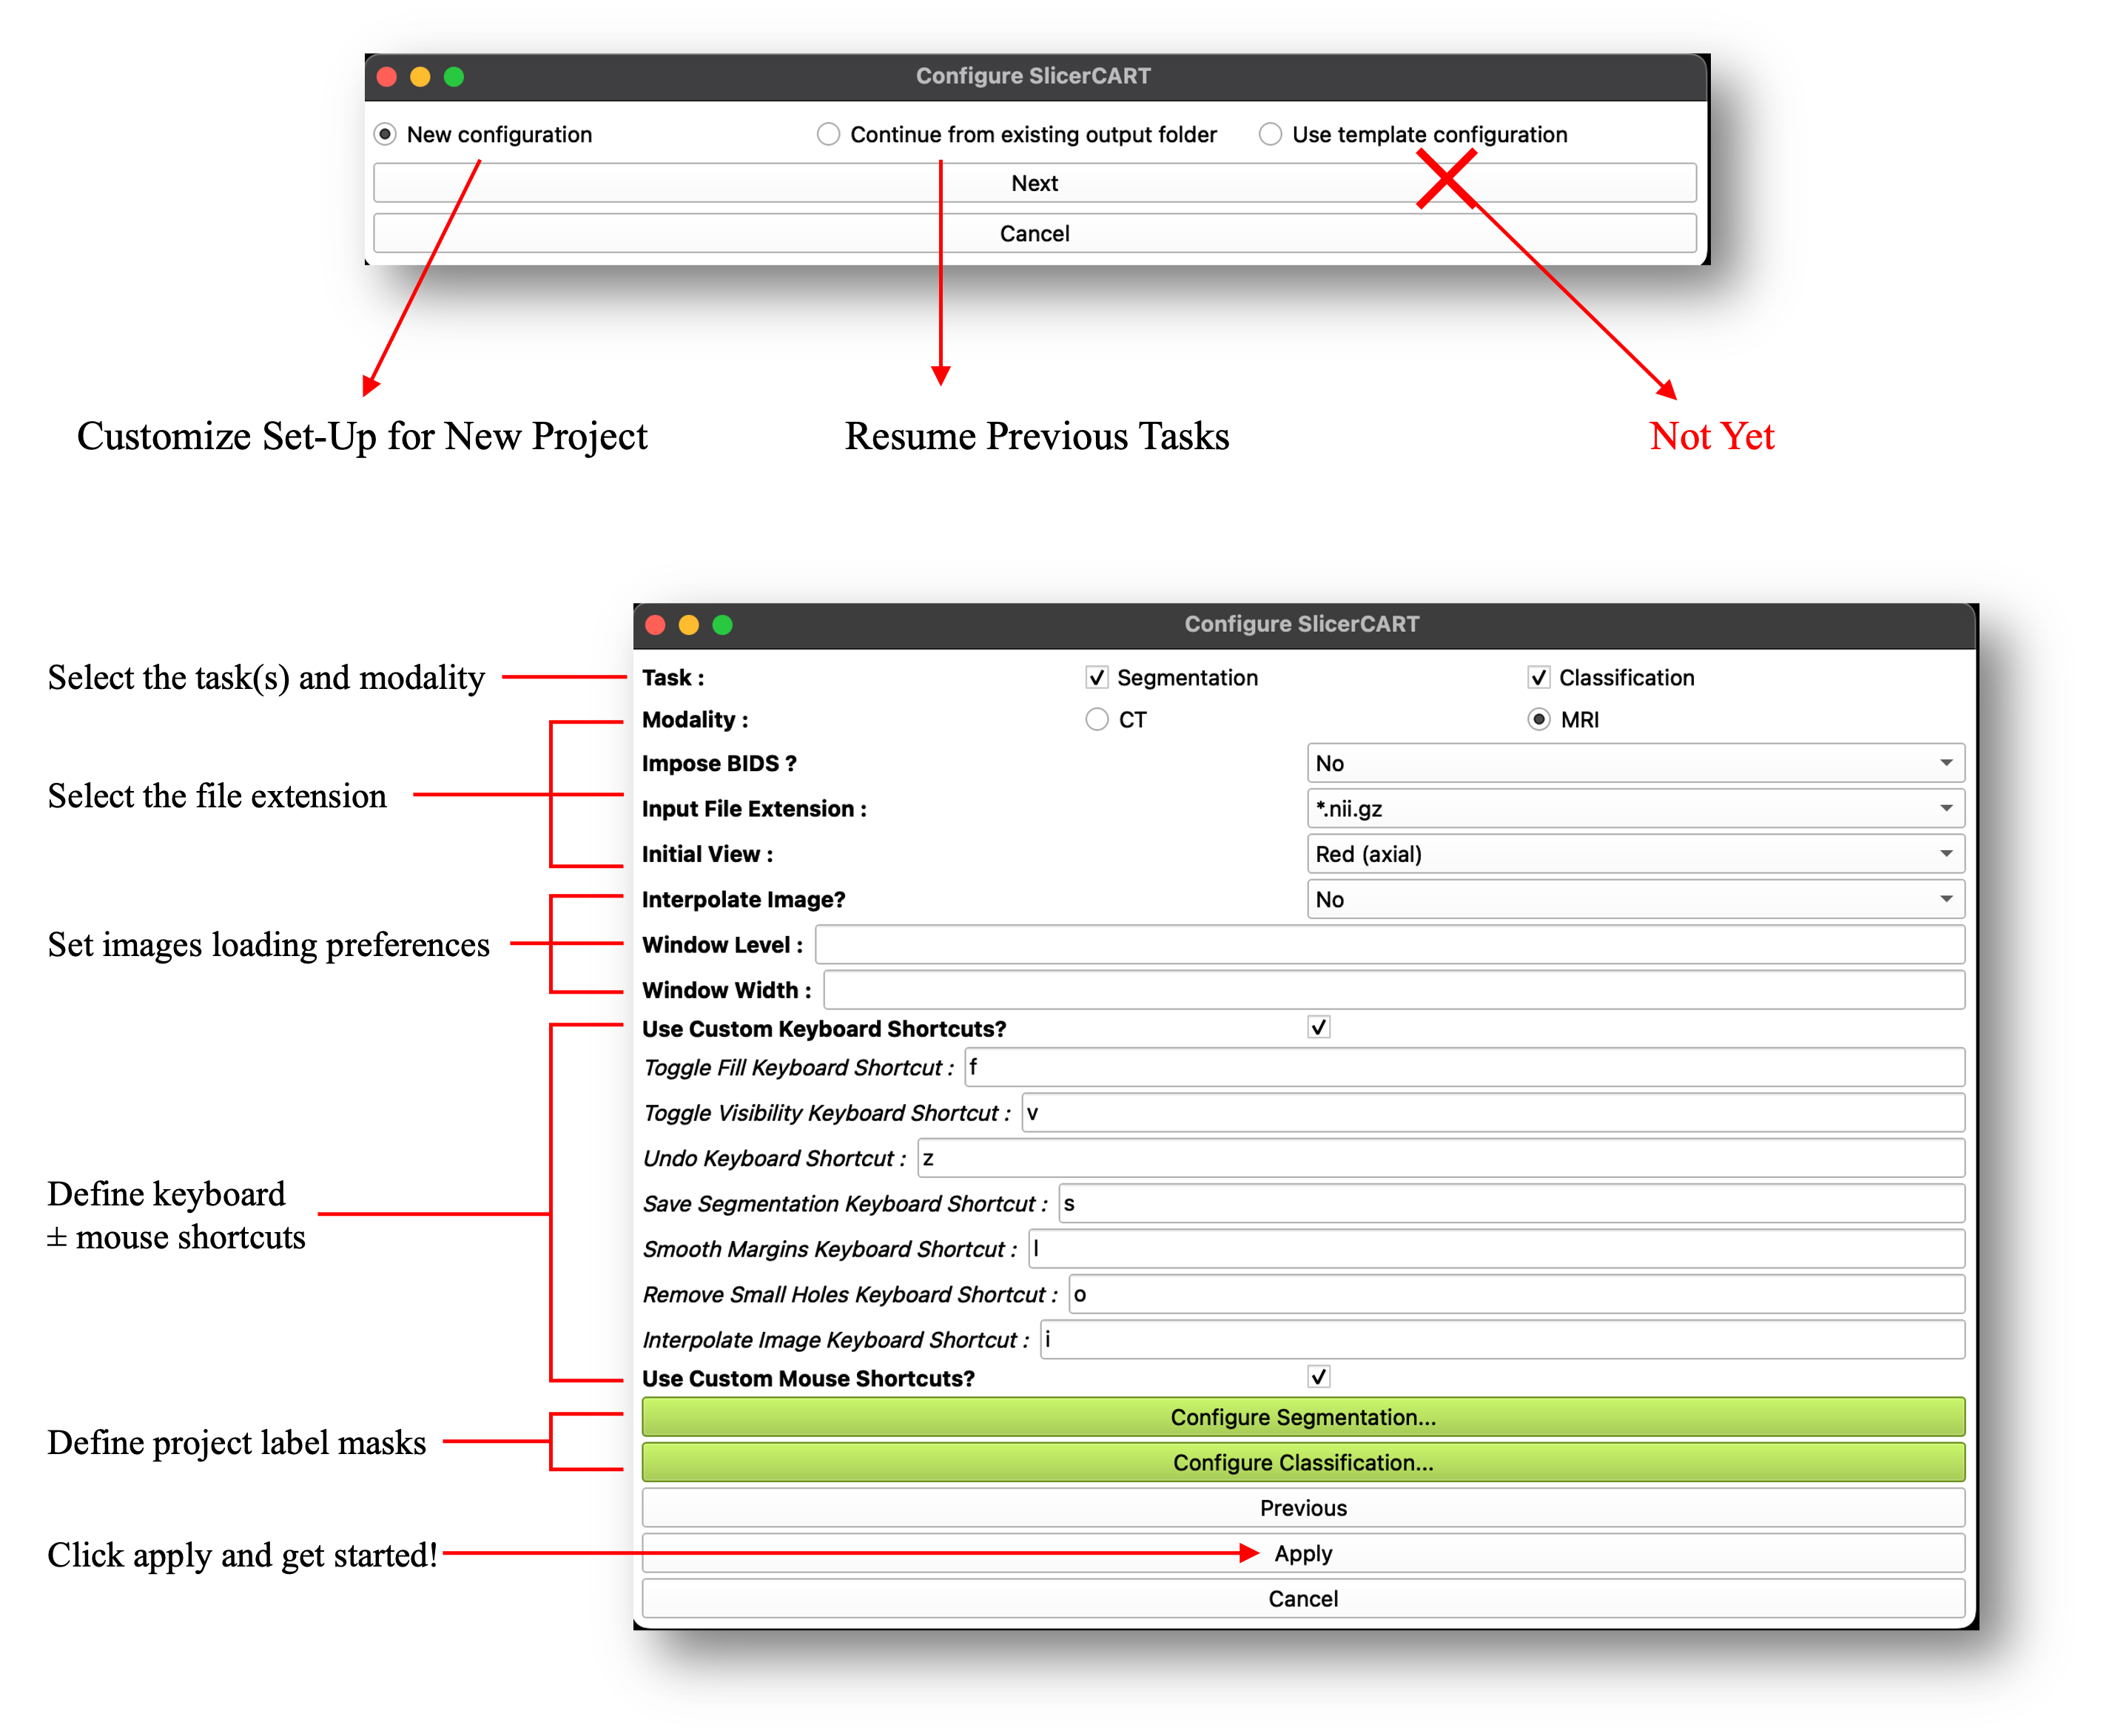 Configure SlicerCART
New configuration
Continue from existing output folder
Use template configuration
Next
Cancel
Customize Set-Up for New Project
Resume Previous Tasks
Not Yet
Configure SlicerCART
Select the task(s) and modality
Task :
Segmentation
Classification
Modality :
CT
MRI
Select the file extension
Impose BIDS ?
No
Input File Extension :
*.nii.gz
Initial View :
Red (axial)
Set images loading preferences
Interpolate Image?
No
Window Level :
Window Width :
Define keyboard
± mouse shortcuts
Use Custom Keyboard Shortcuts?
Toggle Fill Keyboard Shortcut :
f
Toggle Visibility Keyboard Shortcut :
v
Undo Keyboard Shortcut :
z
Save Segmentation Keyboard Shortcut :
s
Smooth Margins Keyboard Shortcut :
l
Remove Small Holes Keyboard Shortcut :
o
Interpolate Image Keyboard Shortcut :
i
Use Custom Mouse Shortcuts?
Define project label masks
Configure Segmentation...
Configure Classification...
Previous
Click apply and get started!
Apply
Cancel